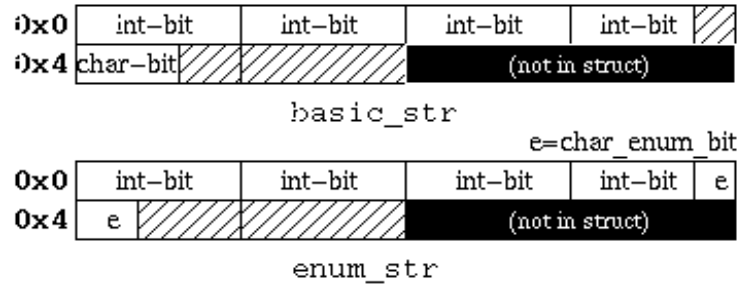 0x0 int-bit int-bit int-bit int-bit
0x4 char-bit (not in struct)
basic_str
e=char_enum_bit
0x0 int-bit int-bit int-bit int-bit e
0x4 e (not in struct)
enum_str